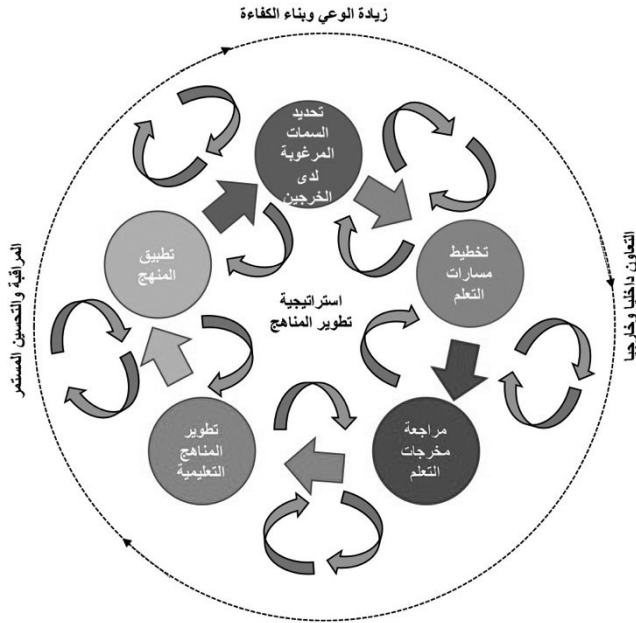 زيادة الوعي وبناء الكفاءة
تحديد
السمات
المرغوبة
لدى
الخرجين
تخطيط
مسارات
التعلم
مراجعة
مخرجات
التعلم
تطوير
المناهج
التعليمية
تطبيق
المنهج
استراتيجية
تطوير المناهج
التعاون داخليا وخارجيا
المراقبة والتحسين المستمر